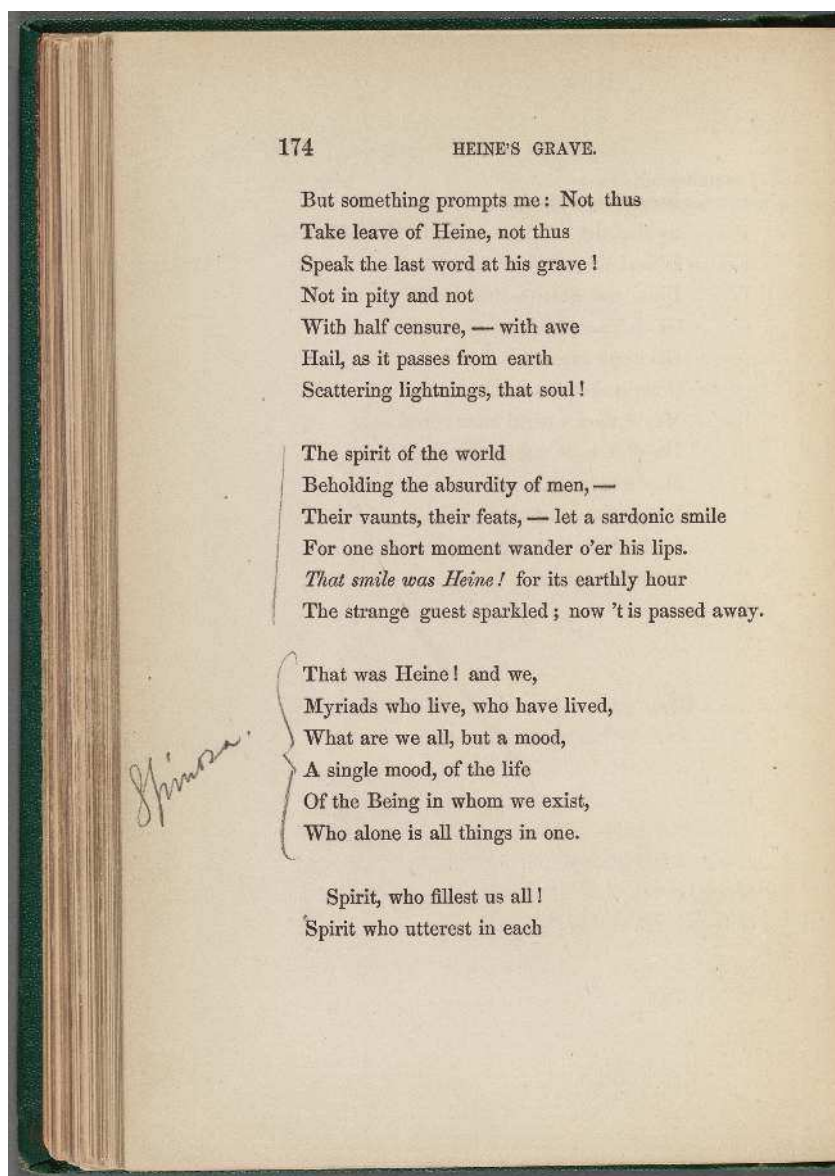 174 HEINE'S GRAVE.
But something prompts me: Not thus
Take leave of Heine, not thus
Speak the last word at his grave!
Not in pity and not
With half censure, — with awe
Hail, as it passes from earth
Scattering lightnings, that soul!
The spirit of the world
Beholding the absurdity of men, —
Their vaunts, their feats, — let a sardonic smile
For one short moment wander o'er his lips.
That smile was Heine! for its earthly hour
The strange guest sparkled; now 't is passed away.
That was Heine! and we,
Myriads who live, who have lived,
What are we all, but a mood,
A single mood, of the life
Of the Being in whom we exist,
Who alone is all things in one.
Spinosa.
Spirit, who fillest us all!
Spirit who utterest in each